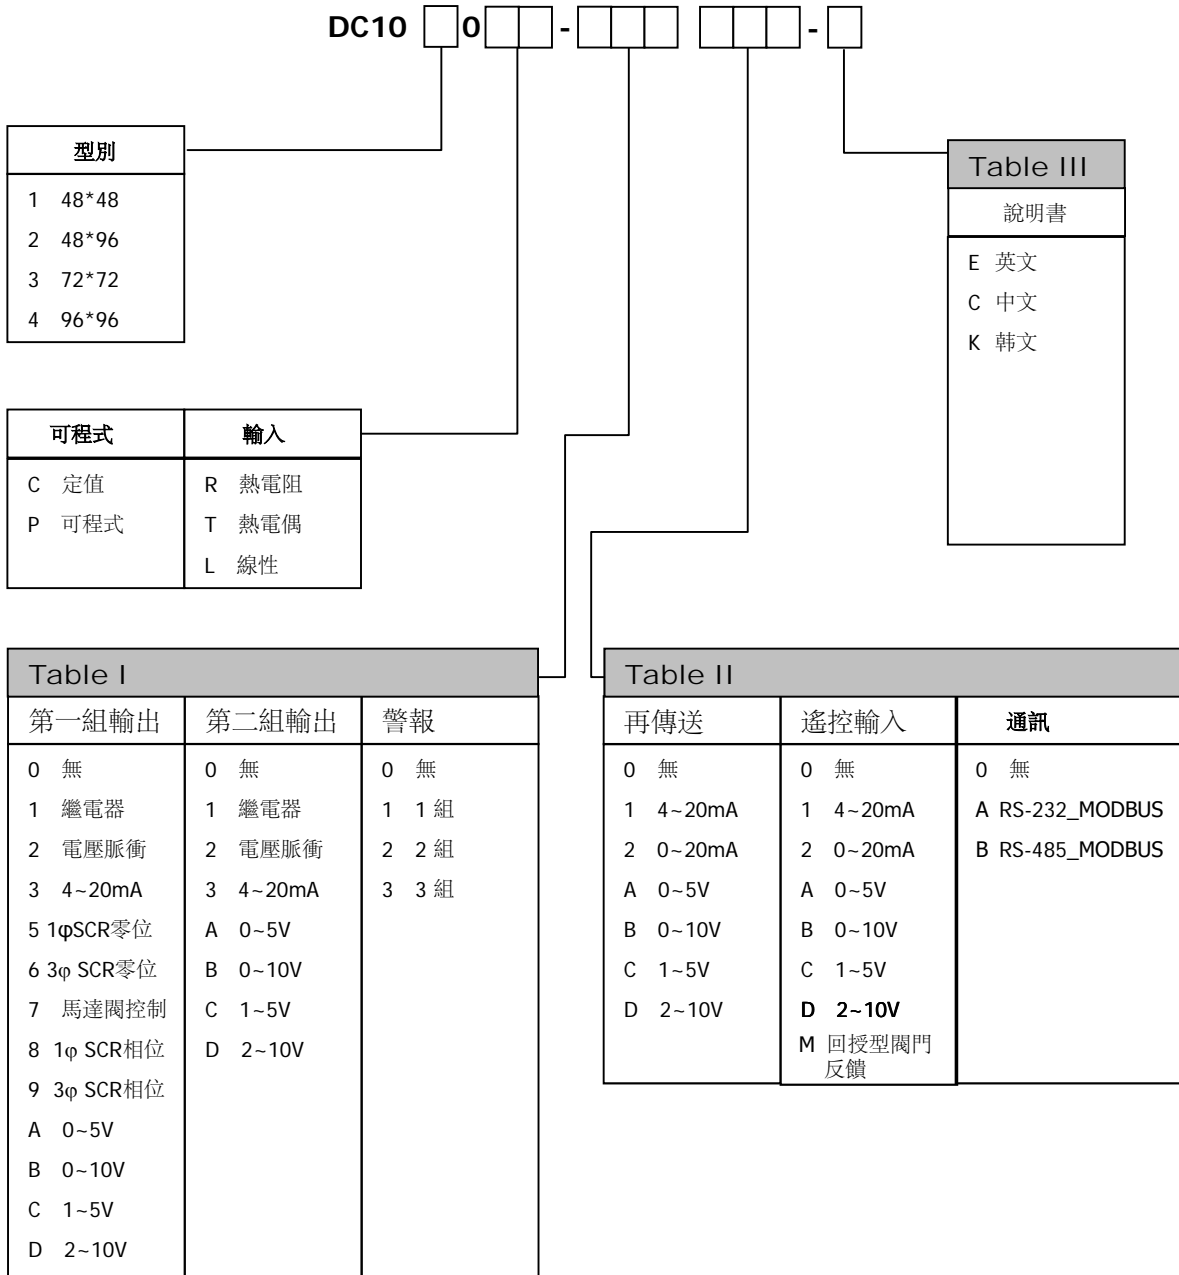 DC10 0 - -
型別
1 48*48
2 48*96
3 72*72
4 96*96
Table III
說明書
E 英文
C 中文
K 韩文
可程式 輸入
C 定值 R 熱電阻
P 可程式 T 熱電偶
L 線性
Table I
第一組輸出 第二組輸出 警報
0 無 0 無 0 無
1 繼電器 1 繼電器 1 1 組
2 電壓脈衝 2 電壓脈衝 2 2 組
3 4~20mA 3 4~20mA 3 3 組
5 1φSCR零位 A 0~5V
6 3φ SCR零位 B 0~10V
7 馬達閥控制 C 1~5V
8 1φ SCR相位 D 2~10V
9 3φ SCR相位
A 0~5V
B 0~10V
C 1~5V
D 2~10V
Table II
再傳送 遙控輸入 通訊
0 無 0 無 0 無
1 4~20mA 1 4~20mA A RS-232_MODBUS
2 0~20mA 2 0~20mA B RS-485_MODBUS
A 0~5V A 0~5V
B 0~10V B 0~10V
C 1~5V C 1~5V
D 2~10V D 2~10V
M 回授型閥門
反饋